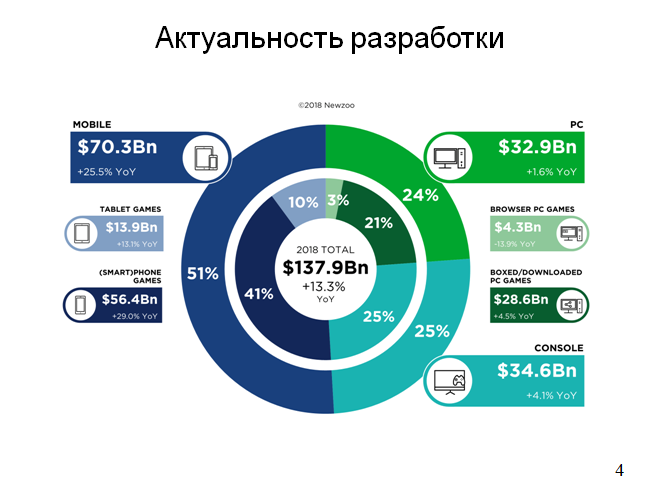 Актуальность разработки
©2018 Newzoo
MOBILE
$70.3Bn
+25.5% YoY
TABLET GAMES
$13.9Bn
+13.1% YoY
(SMART)PHONE
GAMES
$56.4Bn
+29.0% YoY
PC
$32.9Bn
+1.6% YoY
BROWSER PC GAMES
$4.3Bn
-13.9% YoY
BOXED/DOWNLOADED
PC GAMES
$28.6Bn
+4.5% YoY
CONSOLE
$34.6Bn
+4.1% YoY
51%
24%
25%
10%
3%
21%
41%
25%
2018 TOTAL
$137.9Bn
+13.3%
YoY
4